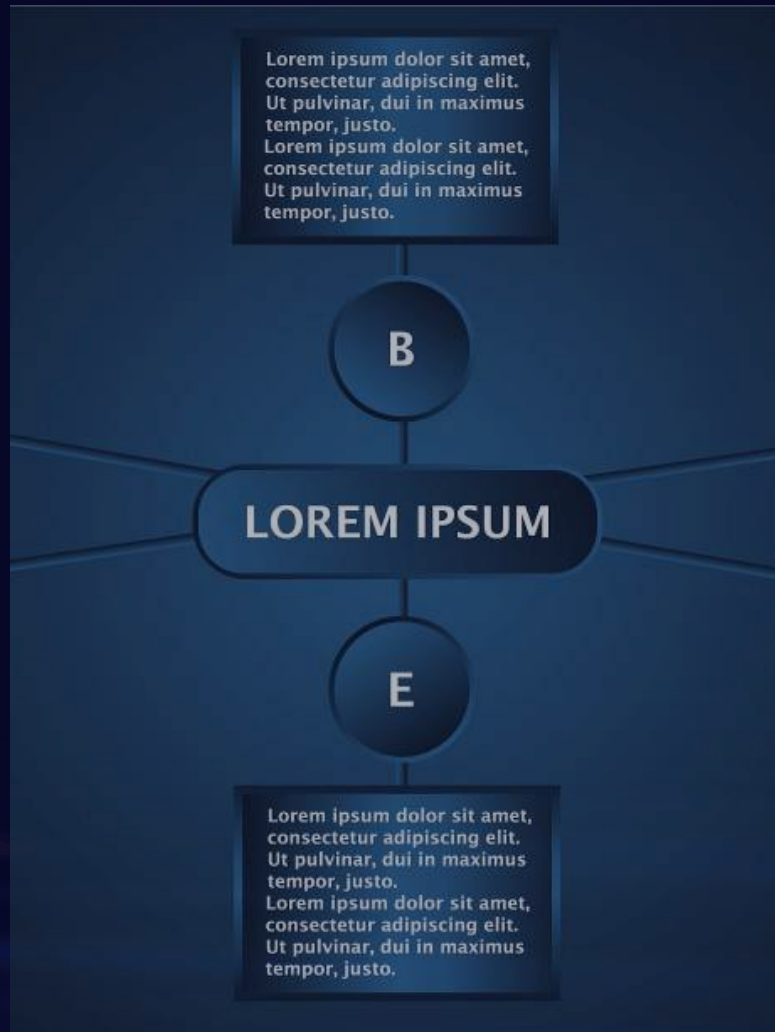 Lorem ipsum dolor sit amet,
consectetur adipiscing elit.
Ut pulvinar, dui in maximus
tempor, justo.
Lorem ipsum dolor sit amet,
consectetur adipiscing elit.
Ut pulvinar, dui in maximus
tempor, justo.
B
LOREM IPSUM
E
Lorem ipsum dolor sit amet,
consectetur adipiscing elit.
Ut pulvinar, dui in maximus
tempor, justo.
Lorem ipsum dolor sit amet,
consectetur adipiscing elit.
Ut pulvinar, dui in maximus
tempor, justo.